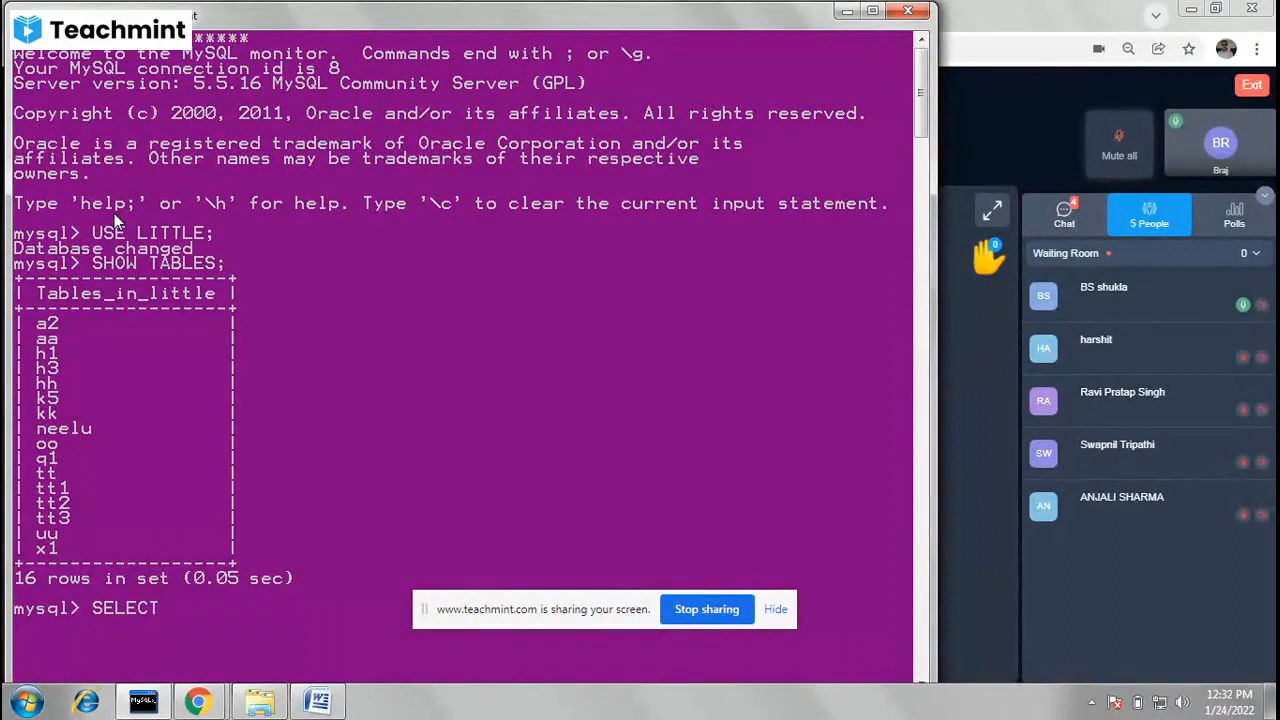 Teachmint
nt
*****
Welcome to the MySQL monitor.  Commands end with ; or \g.
Your MySQL connection id is 8
Server version: 5.5.16 MySQL Community Server (GPL)
Copyright (c) 2000, 2011, Oracle and/or its affiliates. All rights reserved.
Oracle is a registered trademark of Oracle Corporation and/or its
affiliates. Other names may be trademarks of their respective
owners.
Type 'help;' or '\h' for help. Type '\c' to clear the current input statement.
mysql> USE LITTLE;
Database changed
mysql> SHOW TABLES;
+------------------+
| Tables_in_little |
+------------------+
| a2 |
| aa |
| h1 |
| h3 |
| hh |
| k5 |
| kk |
| neelu |
| oo |
| q1 |
| tt |
| tt1 |
| tt2 |
| tt3 |
| uu |
| x1 |
+------------------+
16 rows in set (0.05 sec)
mysql> SELECT
www.teachmint.com is sharing your screen.
Stop sharing
Hide
Exit
Mute all
BR
Braj
4
Chat
5 People
Polls
0
Waiting Room
0
BS
BS shukla
HA
harshit
RA
Ravi Pratap Singh
SW
Swapnil Tripathi
AN
ANJALI SHARMA
MySQL
12:32 PM
1/24/2022